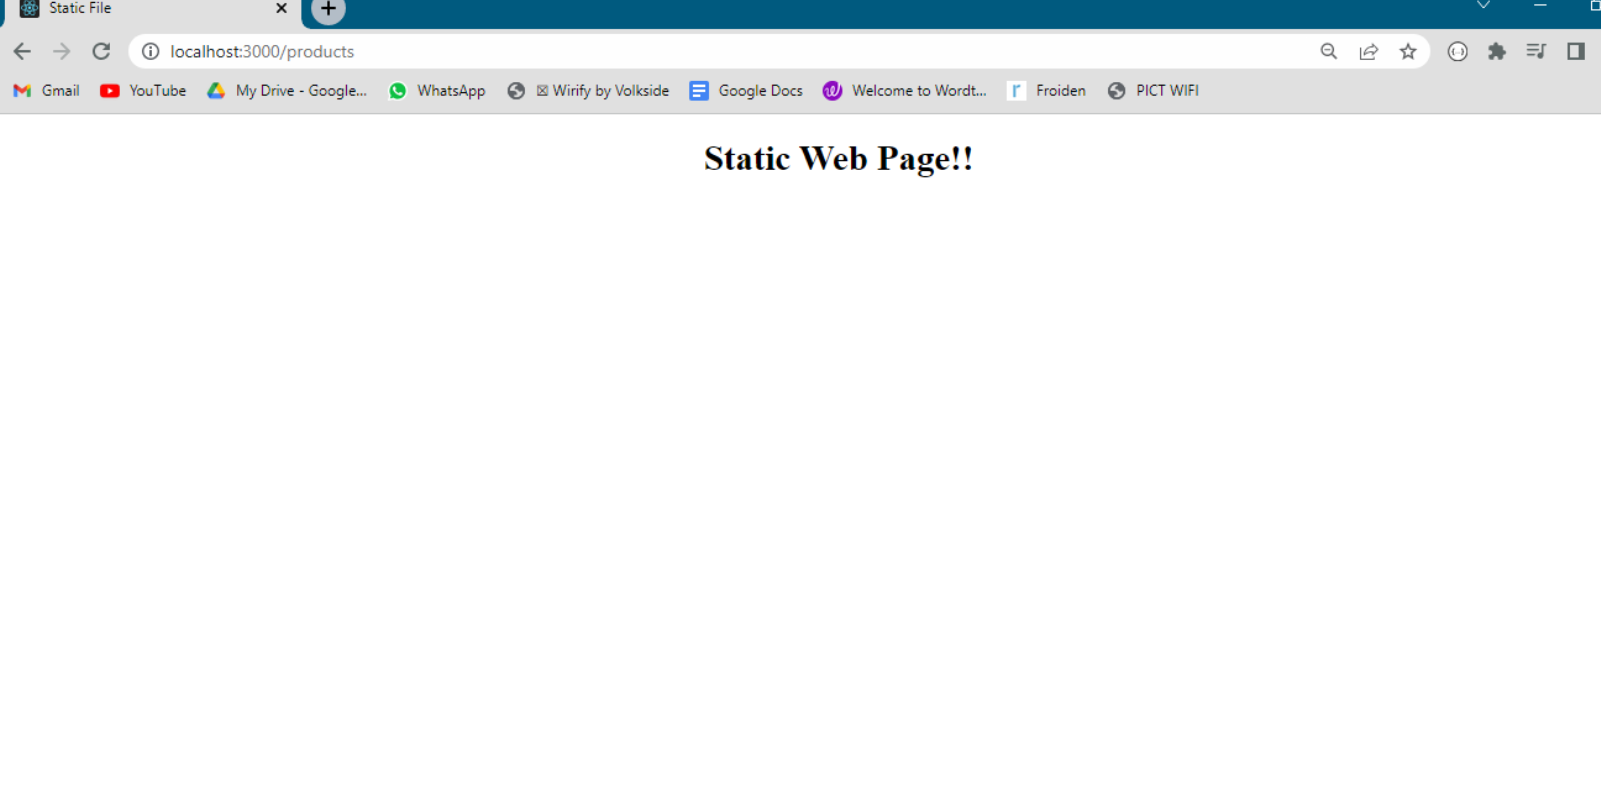 Static File
localhost:3000/products
Gmail YouTube My Drive - Google... WhatsApp Wirify by Volkside Google Docs Welcome to Wordt... Froiden PICT WIFI
Static Web Page!!